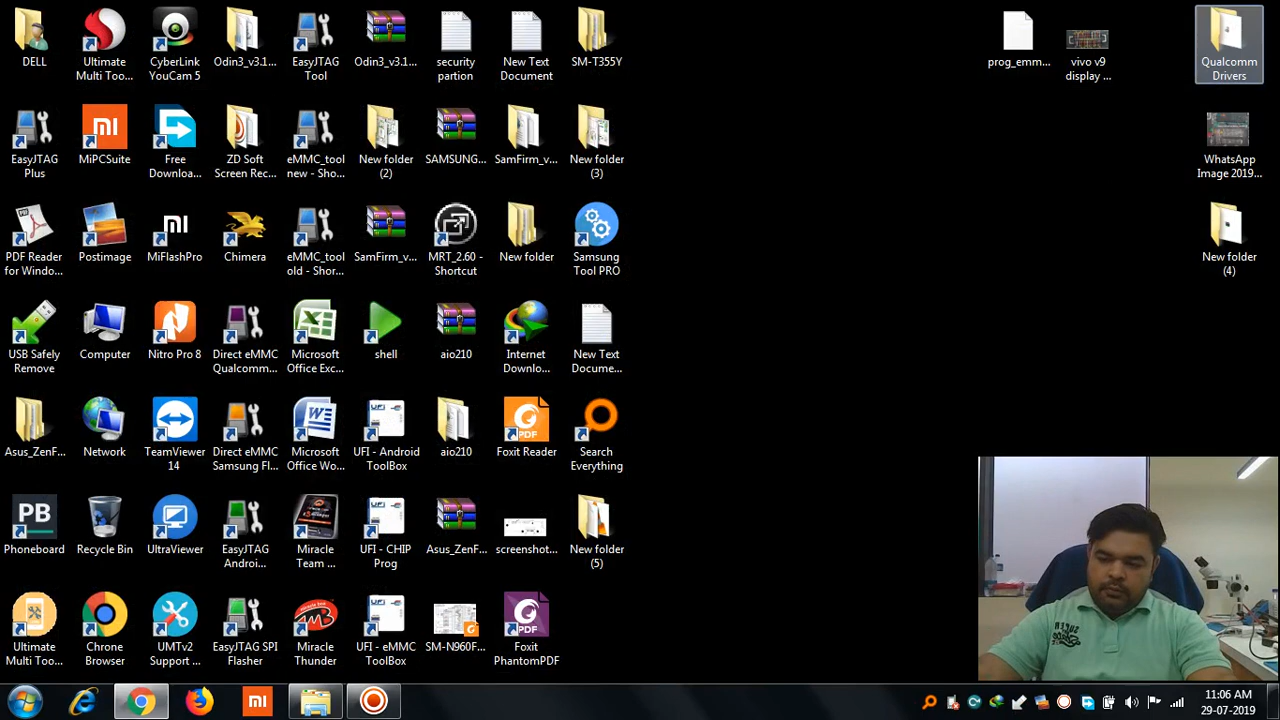 DELL
Ultimate
Multi Too...
CyberLink
YouCam 5
Odin3_v3.1...
EasyJTAG
Tool
Odin3_v3.1...
security
partion
New Text
Document
SM-T355Y
prog_emm...
vivo v9
display ...
Qualcomm
Drivers
EasyJTAG
Plus
MiPCSuite
Free
Downloa...
ZD Soft
Screen Rec...
eMMC_tool
new - Sho...
New folder
(2)
SAMSUNG...
SamFirm_v...
New folder
(3)
WhatsApp
Image 2019...
PDF Reader
for Windo...
Postimage
MiFlashPro
Chimera
eMMC_tool
old - Shor...
SamFirm_v...
MRT_2.60 -
Shortcut
New folder
Samsung
Tool PRO
New folder
(4)
USB Safely
Remove
Computer
Nitro Pro 8
Direct eMMC
Qualcomm...
Microsoft
Office Exc...
shell
aio210
Internet
Downlo...
New Text
Docume...
Asus_ZenF...
Network
TeamViewer
14
Direct eMMC
Samsung Fl...
Microsoft
Office Wo...
UFI
UFI - Android
ToolBox
aio210
PDF
Foxit Reader
Search
Everything
PB
Phoneboard
Recycle Bin
UltraViewer
EasyJTAG
Androi...
Miracle
Team ...
UFI
UFI - CHIP
Prog
Asus_ZenF...
screenshot...
New folder
(5)
Ultimate
Multi Too...
Chrone
Browser
UMTv2
Support ...
EasyJTAG SPI
Flasher
Miracle
Thunder
UFI
UFI - eMMC
ToolBox
SM-N960F...
PDF
Foxit
PhantomPDF
11:06 AM
29-07-2019